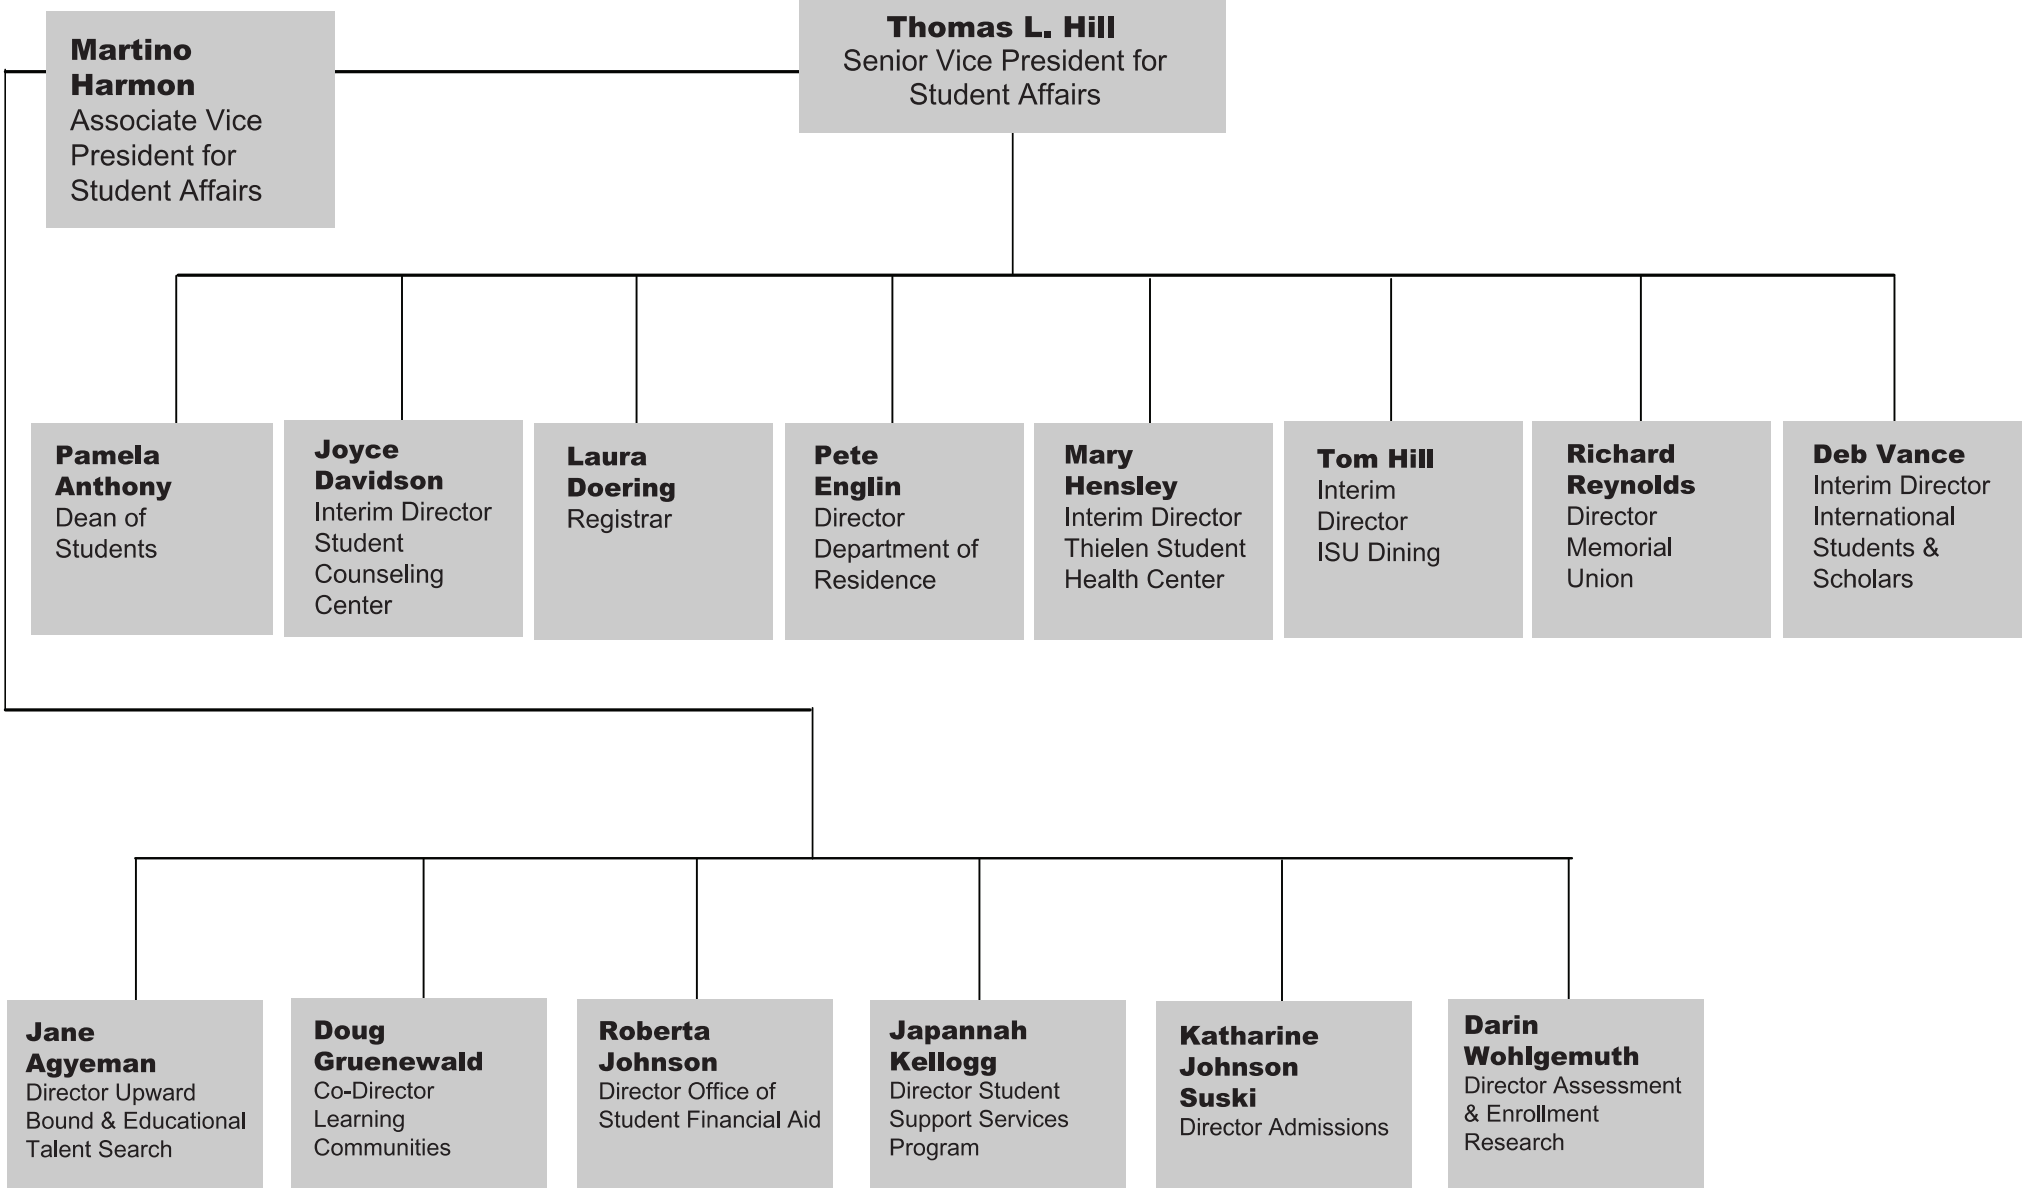 Martino
Harmon
Associate Vice
President for
Student Affairs
Thomas L. Hill
Senior Vice President for
Student Affairs
Pamela
Anthony
Dean of
Students
Joyce
Davidson
Interim Director
Student
Counseling
Center
Laura
Doering
Registrar
Pete
Englin
Director
Department of
Residence
Mary
Hensley
Interim Director
Thielen Student
Health Center
Tom Hill
Interim
Director
ISU Dining
Richard
Reynolds
Director
Memorial
Union
Deb Vance
Interim Director
International
Students &
Scholars
Jane
Agyeman
Director Upward
Bound & Educational
Talent Search
Doug
Gruenewald
Co-Director
Learning
Communities
Roberta
Johnson
Director Office of
Student Financial Aid
Japannah
Kellogg
Director Student
Support Services
Program
Katharine
Johnson
Suski
Director Admissions
Darin
Wohlgemuth
Director Assessment
& Enrollment
Research